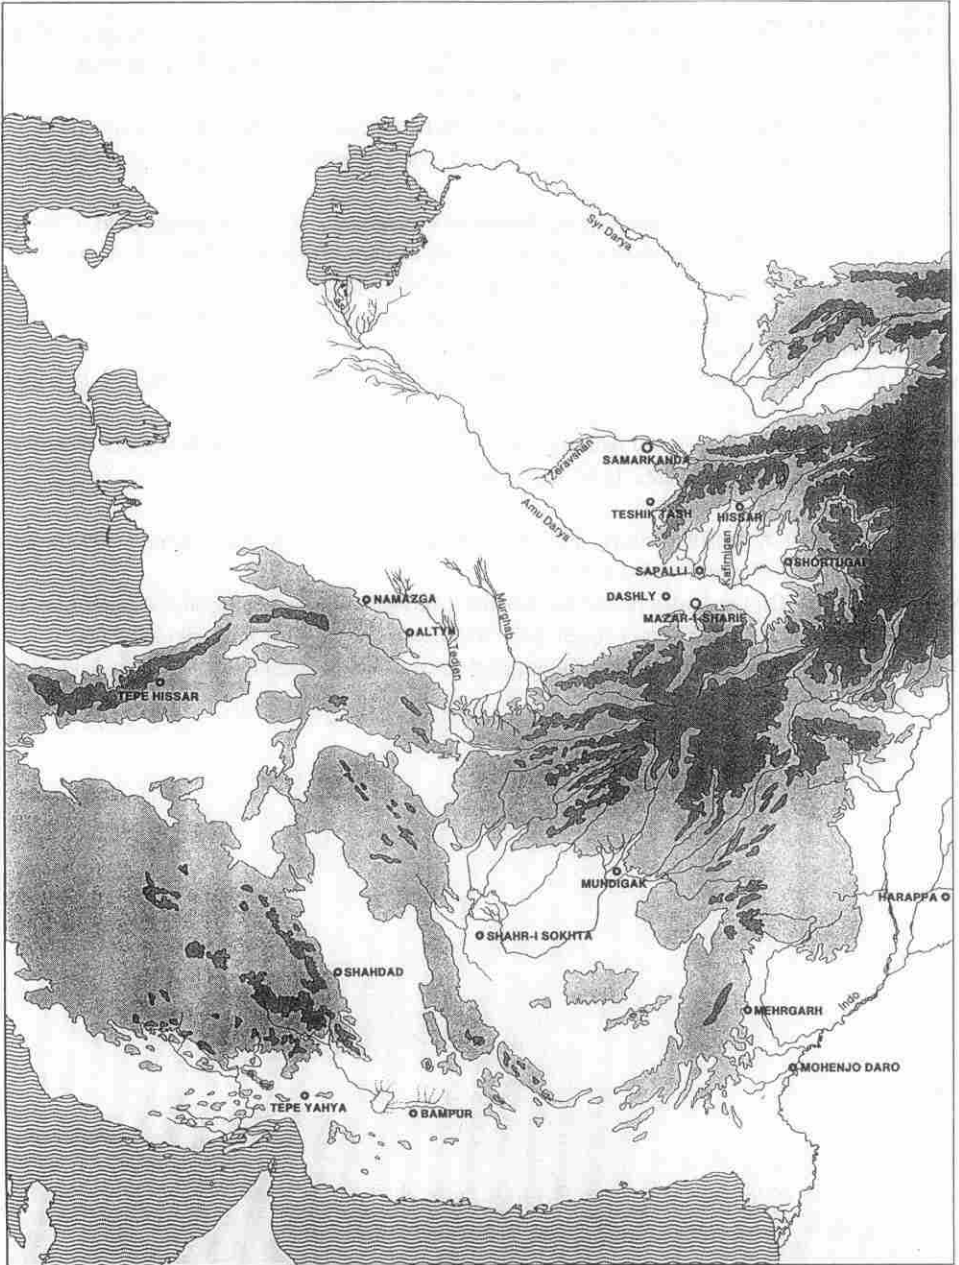 Syr Darya
Zeravshan
SAMARKANDA
Amu Darya
TESHIK TASH
HISSAR
Kafirnigan
SAPALLI
SHORTUGAI
DASHLY
MAZAR-I-SHARIF
NAMAZGA
Murghab
ALTYN
Tedjen
TEPE HISSAR
MUNDIGAK
HARAPPA
SHAHR-I SOKHTA
SHAHDAD
Indo
MEHRGARH
MOHENJO DARO
TEPE YAHYA
BAMPUR